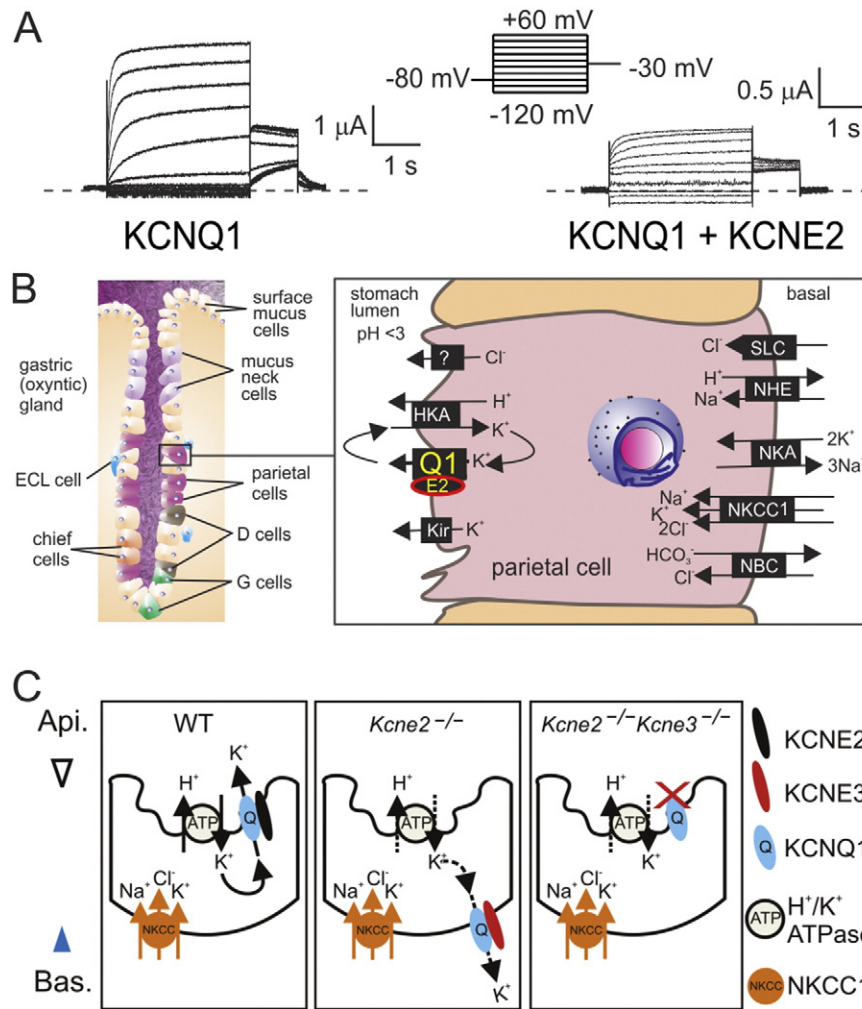 A
+60 mV
-80 mV
-30 mV
-120 mV
1 µA
1 s
0.5 µA
1 s
KCNQ1
KCNQ1 + KCNE2
B
gastric
(oxyntic)
gland
surface
mucus
cells
mucus
neck
cells
ECL cell
parietal
cells
chief
cells
D cells
G cells
stomach
lumen
pH <3
basal
? Cl-
H+
HKA
K+
Q1 K+
E2
Kir K+
parietal cell
Cl- SLC
H+
NHE
Na+
2K+
NKA
3Na
Na+
K+ NKCC1
2Cl-
HCO3-
NBC
Cl-
C
Api.
Bas.
WT
K+
H+
ATP
Q
K+
Cl-
Na+ K+
NKCC
Kcne2-/-
H+
ATP
K+
Cl-
Na+ K+
NKCC
Q
K+
Kcne2-/-Kcne3-/-
H+
ATP
Q
K+
Cl-
Na+ K+
NKCC
KCNE2
KCNE3
Q KCNQ1
ATP H+/K+
ATPase
NKCC NKCC1